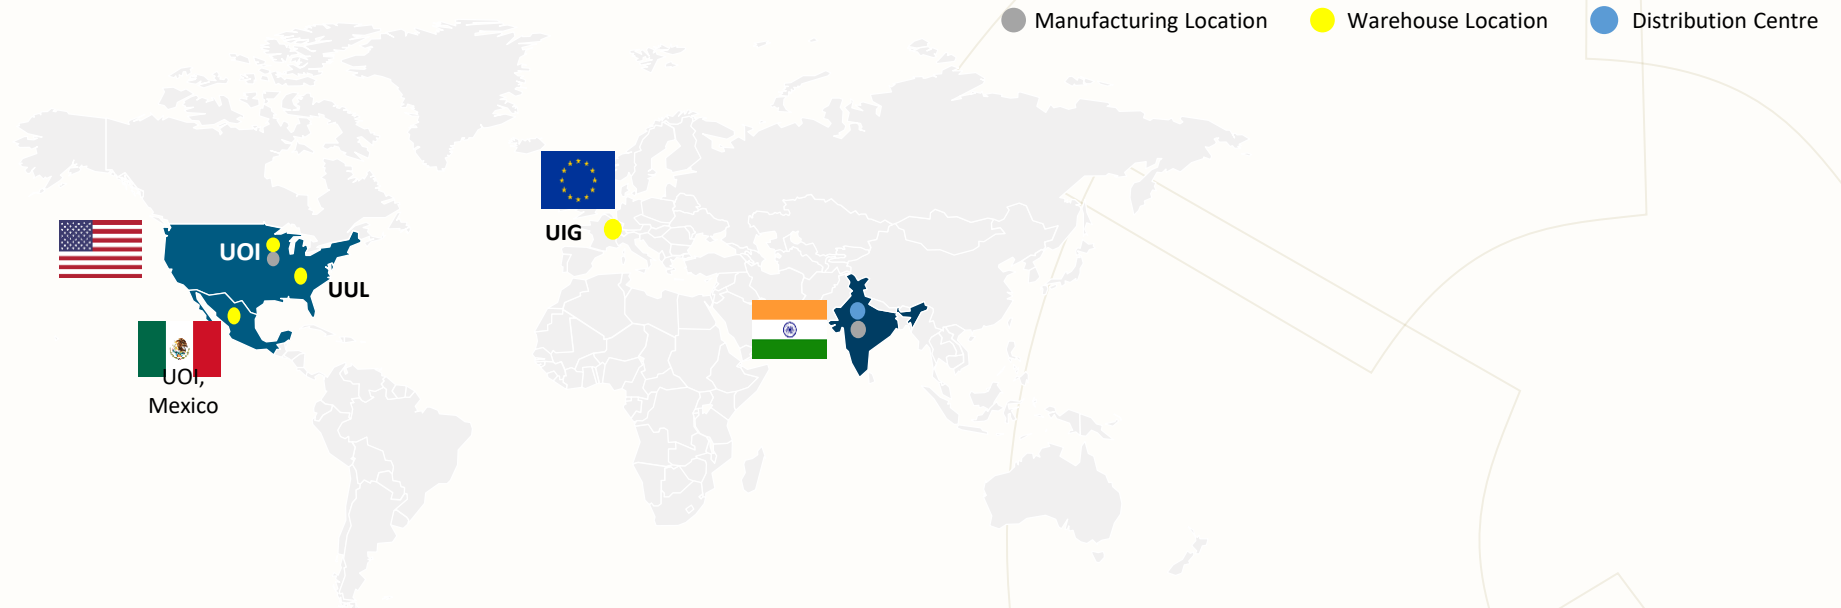 Manufacturing Location
Warehouse Location
Distribution Centre
UOI
UIG
UUL
UOI,
Mexico